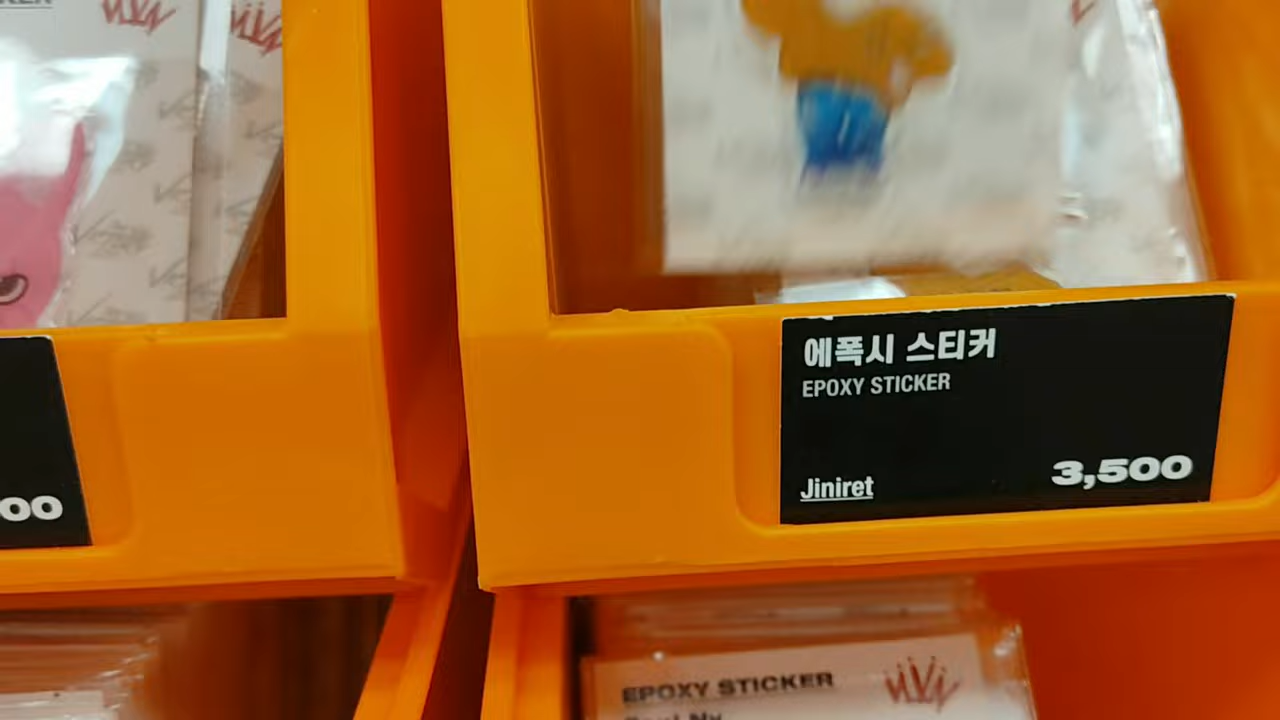 00
에폭시 스티커
EPOXY STICKER
Jiniret
3,500
EPOXY STICKER